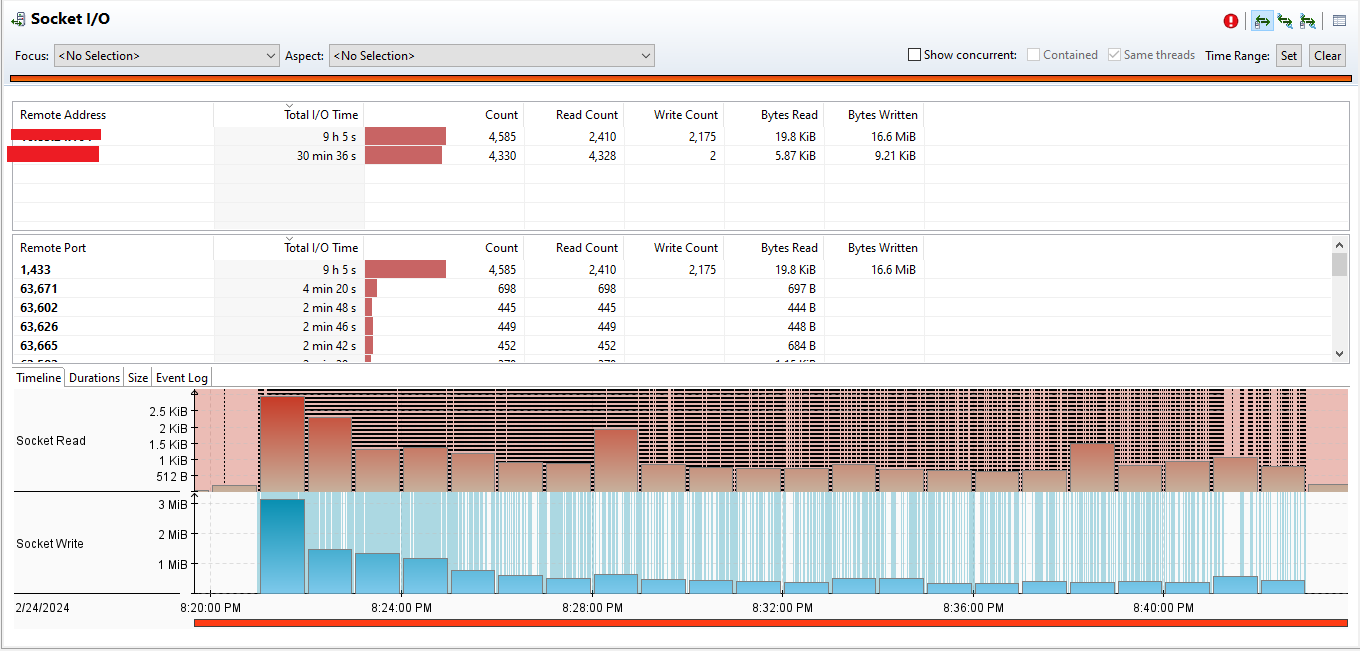 Socket I/O
Focus: <No Selection> Aspect: <No Selection> Show concurrent: Contained Same threads Time Range: Set Clear
Remote Address Total I/O Time Count Read Count Write Count Bytes Read Bytes Written
9 h 5 s 4,585 2,410 2,175 19.8 KiB 16.6 MiB
30 min 36 s 4,330 4,328 2 5.87 KiB 9.21 KiB
Remote Port Total I/O Time Count Read Count Write Count Bytes Read Bytes Written
1,433 9 h 5 s 4,585 2,410 2,175 19.8 KiB 16.6 MiB
63,671 4 min 20 s 698 698 697 B
63,602 2 min 48 s 445 445 444 B
63,626 2 min 46 s 449 449 448 B
63,665 2 min 42 s 452 452 684 B
Timeline Durations Size Event Log
2.5 KiB
2 KiB
Socket Read
1.5 KiB
1 KiB
512 B
3 MiB
2 MiB
Socket Write
1 MiB
2/24/2024 8:20:00 PM 8:24:00 PM 8:28:00 PM 8:32:00 PM 8:36:00 PM 8:40:00 PM